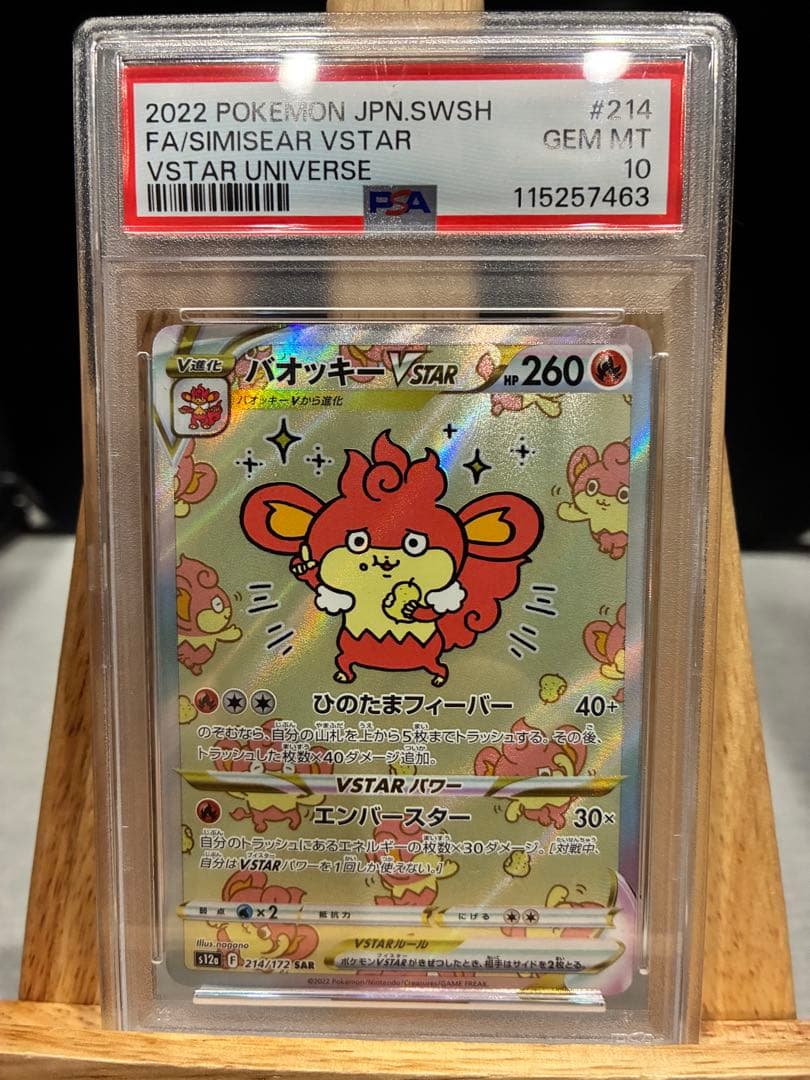 2022 POKEMON JPN.SWSH #214
FA/SIMISEAR VSTAR GEM MT
VSTAR UNIVERSE 10
PSA 115257463
V進化 バオッキー VSTAR HP 260
バオッキーVから進化
ひのたまフィーバー 40+
のぞむなら、自分の山札を上から5枚までトラッシュする。その後、
トラッシュした枚数×40ダメージ追加。
VSTARパワー
エンバースター 30×
自分のトラッシュにあるエネルギーの枚数×30ダメージ。[対戦中、
自分はVSTARパワーを1回しか使えない。]
弱点 ×2 抵抗力 にげる
Illus. nagano
VSTARルール
s12a F 214/172 SAR
ポケモンVSTARがきぜつしたとき、相手はサイドを2枚とる。
©2022 Pokémon/Nintendo/Creatures/GAME FREAK